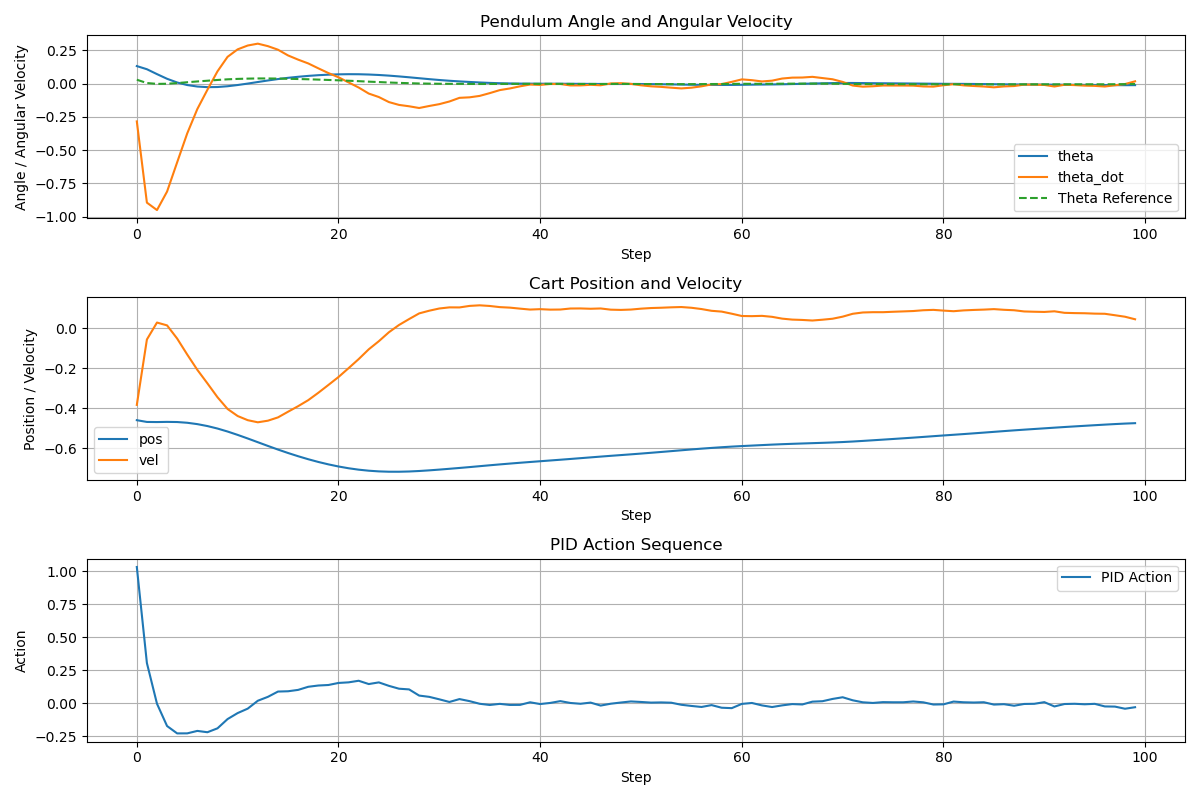 Pendulum Angle and Angular Velocity
Angle / Angular Velocity
0.25
0.00
−0.25
−0.50
−0.75
−1.00
theta
theta_dot
Theta Reference
0 20 40 60 80 100
Step
Cart Position and Velocity
Position / Velocity
0.0
−0.2
−0.4
−0.6
pos
vel
0 20 40 60 80 100
Step
PID Action Sequence
Action
1.00
0.75
0.50
0.25
0.00
−0.25
PID Action
0 20 40 60 80 100
Step